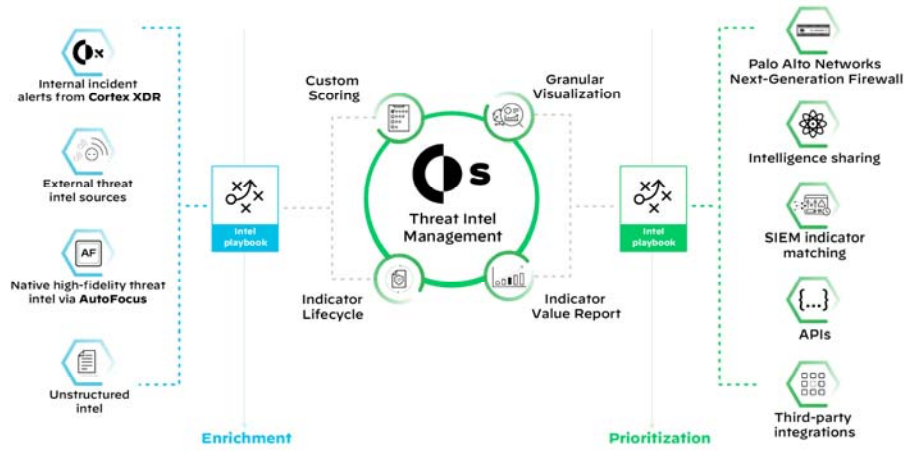 Internal incident
alerts from Cortex XDR
External threat
intel sources
AF
Native high-fidelity threat
intel via AutoFocus
Unstructured
intel
Intel
playbook
Enrichment
Custom
Scoring
Granular
Visualization
S
Threat Intel
Management
Indicator
Lifecycle
Indicator
Value Report
Intel
playbook
Prioritization
Palo Alto Networks
Next-Generation Firewall
Intelligence sharing
SIEM indicator
matching
{...}
APIs
Third-party
integrations